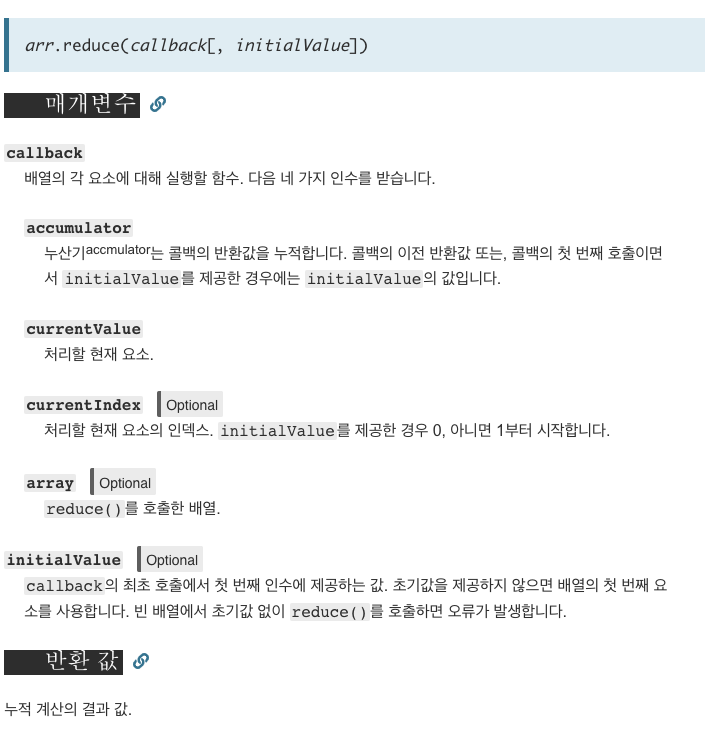 arr.reduce(callback[, initialValue])
매개변수
callback
배열의 각 요소에 대해 실행할 함수. 다음 네 가지 인수를 받습니다.
accumulator
누산기accmulator는 콜백의 반환값을 누적합니다. 콜백의 이전 반환값 또는, 콜백의 첫 번째 호출이면
서 initialValue를 제공한 경우에는 initialValue의 값입니다.
currentValue
처리할 현재 요소.
currentIndex Optional
처리할 현재 요소의 인덱스. initialValue를 제공한 경우 0, 아니면 1부터 시작합니다.
array Optional
reduce()를 호출한 배열.
initialValue Optional
callback의 최초 호출에서 첫 번째 인수에 제공하는 값. 초기값을 제공하지 않으면 배열의 첫 번째 요
소를 사용합니다. 빈 배열에서 초기값 없이 reduce()를 호출하면 오류가 발생합니다.
반환 값
누적 계산의 결과 값.